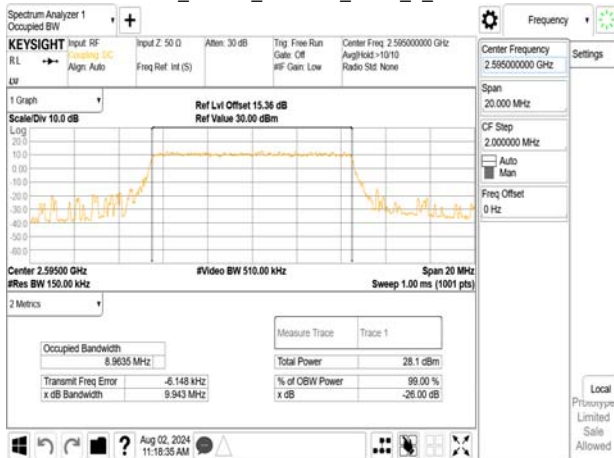 Spectrum Analyzer 1
Occupied BW
Frequency
KEYSIGHT
RL
Input: RF
Coupling: DC
Align: Auto
Input Z: 50 Ω
Freq Ref: Int (S)
Atten: 30 dB
Trig: Free Run
Gate: Off
#IF Gain: Low
Center Freq: 2.595000000 GHz
Avg|Hold:>10/10
Radio Std: None
1 Graph
Scale/Div 10.0 dB
Ref Lvl Offset 15.36 dB
Ref Value 30.00 dBm
Log
20.0
10.0
0.00
-10.0
-20.0
-30.0
-40.0
-50.0
-60.0
Center 2.59500 GHz
#Res BW 150.00 kHz
#Video BW 510.00 kHz
Span 20 MHz
Sweep 1.00 ms (1001 pts)
2 Metrics
Measure Trace Trace 1
Occupied Bandwidth
8.9635 MHz
Total Power 28.1 dBm
Transmit Freq Error -6.148 kHz
% of OBW Power 99.00 %
x dB Bandwidth 9.943 MHz
x dB -26.00 dB
Center Frequency
2.595000000 GHz
Settings
Span
20.000 MHz
CF Step
2.000000 MHz
Auto
Man
Freq Offset
0 Hz
Local
Prototype
Limited
Sale
Allowed
Aug 02, 2024
11:18:35 AM